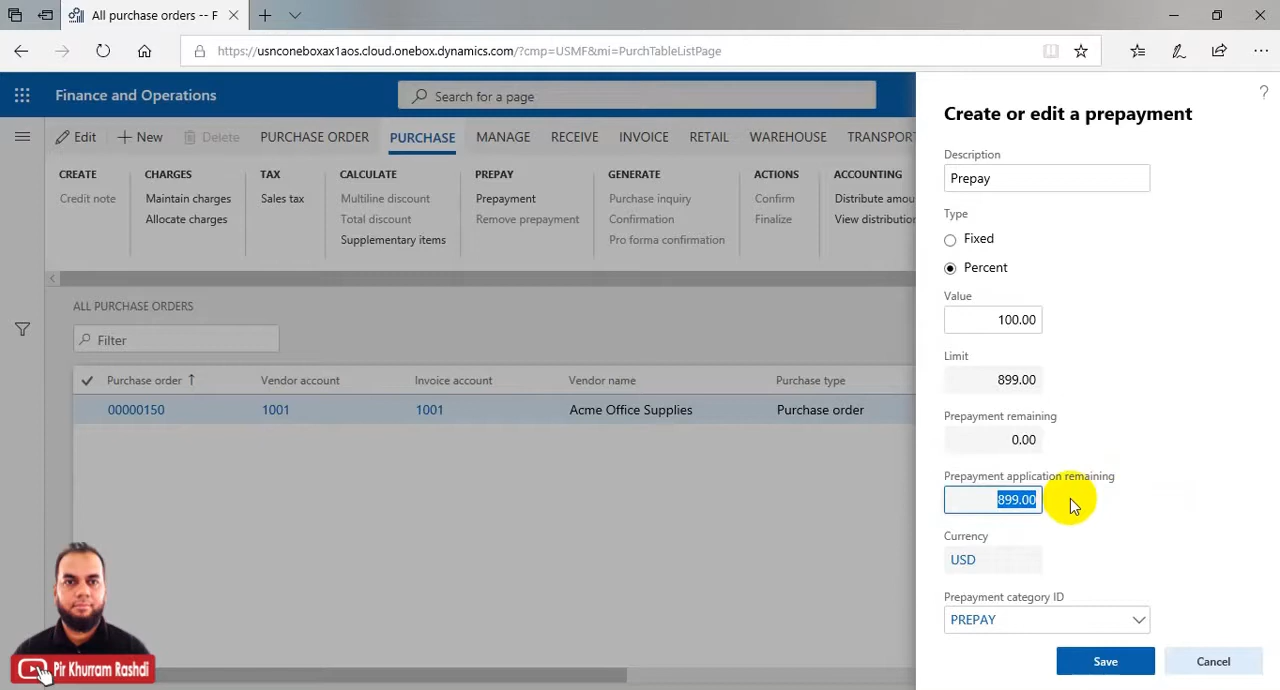 All purchase orders -- F
https://usnconeboxax1aos.cloud.onebox.dynamics.com/?cmp=USMF&mi=PurchTableListPage
Finance and Operations
Search for a page
Edit
New
Delete
PURCHASE ORDER
PURCHASE
MANAGE
RECEIVE
INVOICE
RETAIL
WAREHOUSE
TRANSPORT
CREATE
Credit note
CHARGES
Maintain charges
Allocate charges
TAX
Sales tax
CALCULATE
Multiline discount
Total discount
Supplementary items
PREPAY
Prepayment
Remove prepayment
GENERATE
Purchase inquiry
Confirmation
Pro forma confirmation
ACTIONS
Confirm
Finalize
ACCOUNTING
Distribute amou
View distribution
ALL PURCHASE ORDERS
Filter
Purchase order
Vendor account
Invoice account
Vendor name
Purchase type
00000150
1001
1001
Acme Office Supplies
Purchase order
Pir Khurram Rashdi
?
Create or edit a prepayment
Description
Prepay
Type
Fixed
Percent
Value
100.00
Limit
899.00
Prepayment remaining
0.00
Prepayment application remaining
899.00
Currency
USD
Prepayment category ID
PREPAY
Save
Cancel